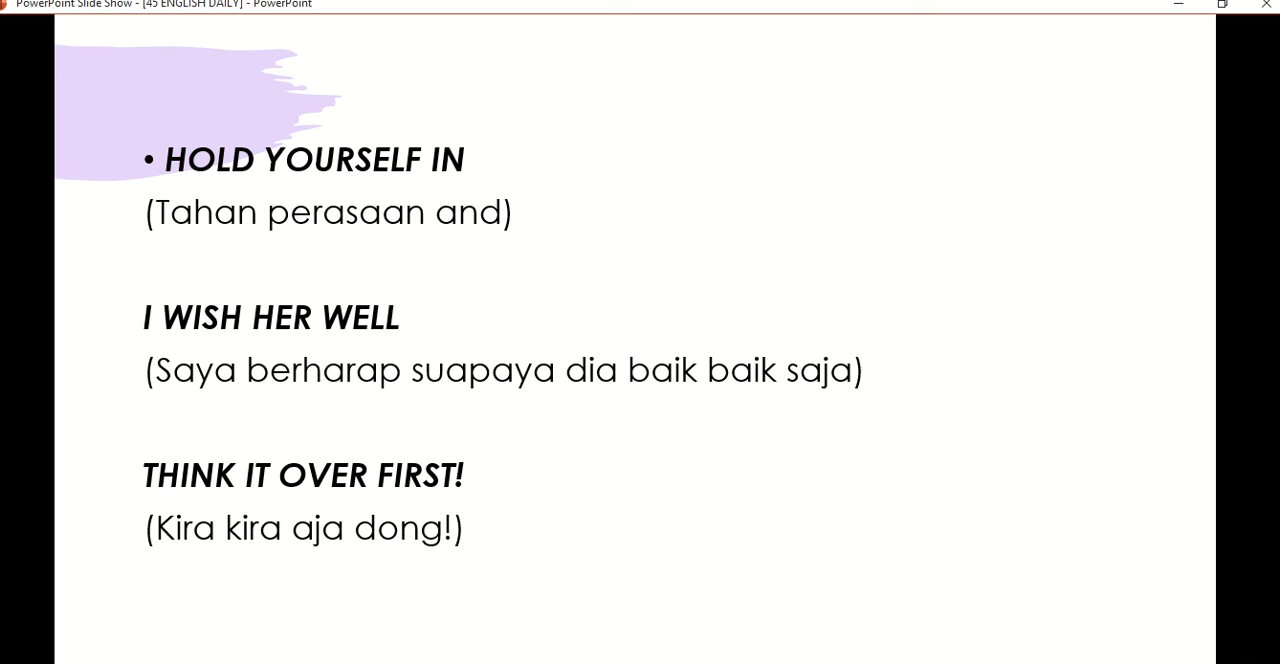 PowerPoint Slide Show - [45 ENGLISH DAILY] - PowerPoint
• HOLD YOURSELF IN
(Tahan perasaan and)
I WISH HER WELL
(Saya berharap suapaya dia baik baik saja)
THINK IT OVER FIRST!
(Kira kira aja dong!)